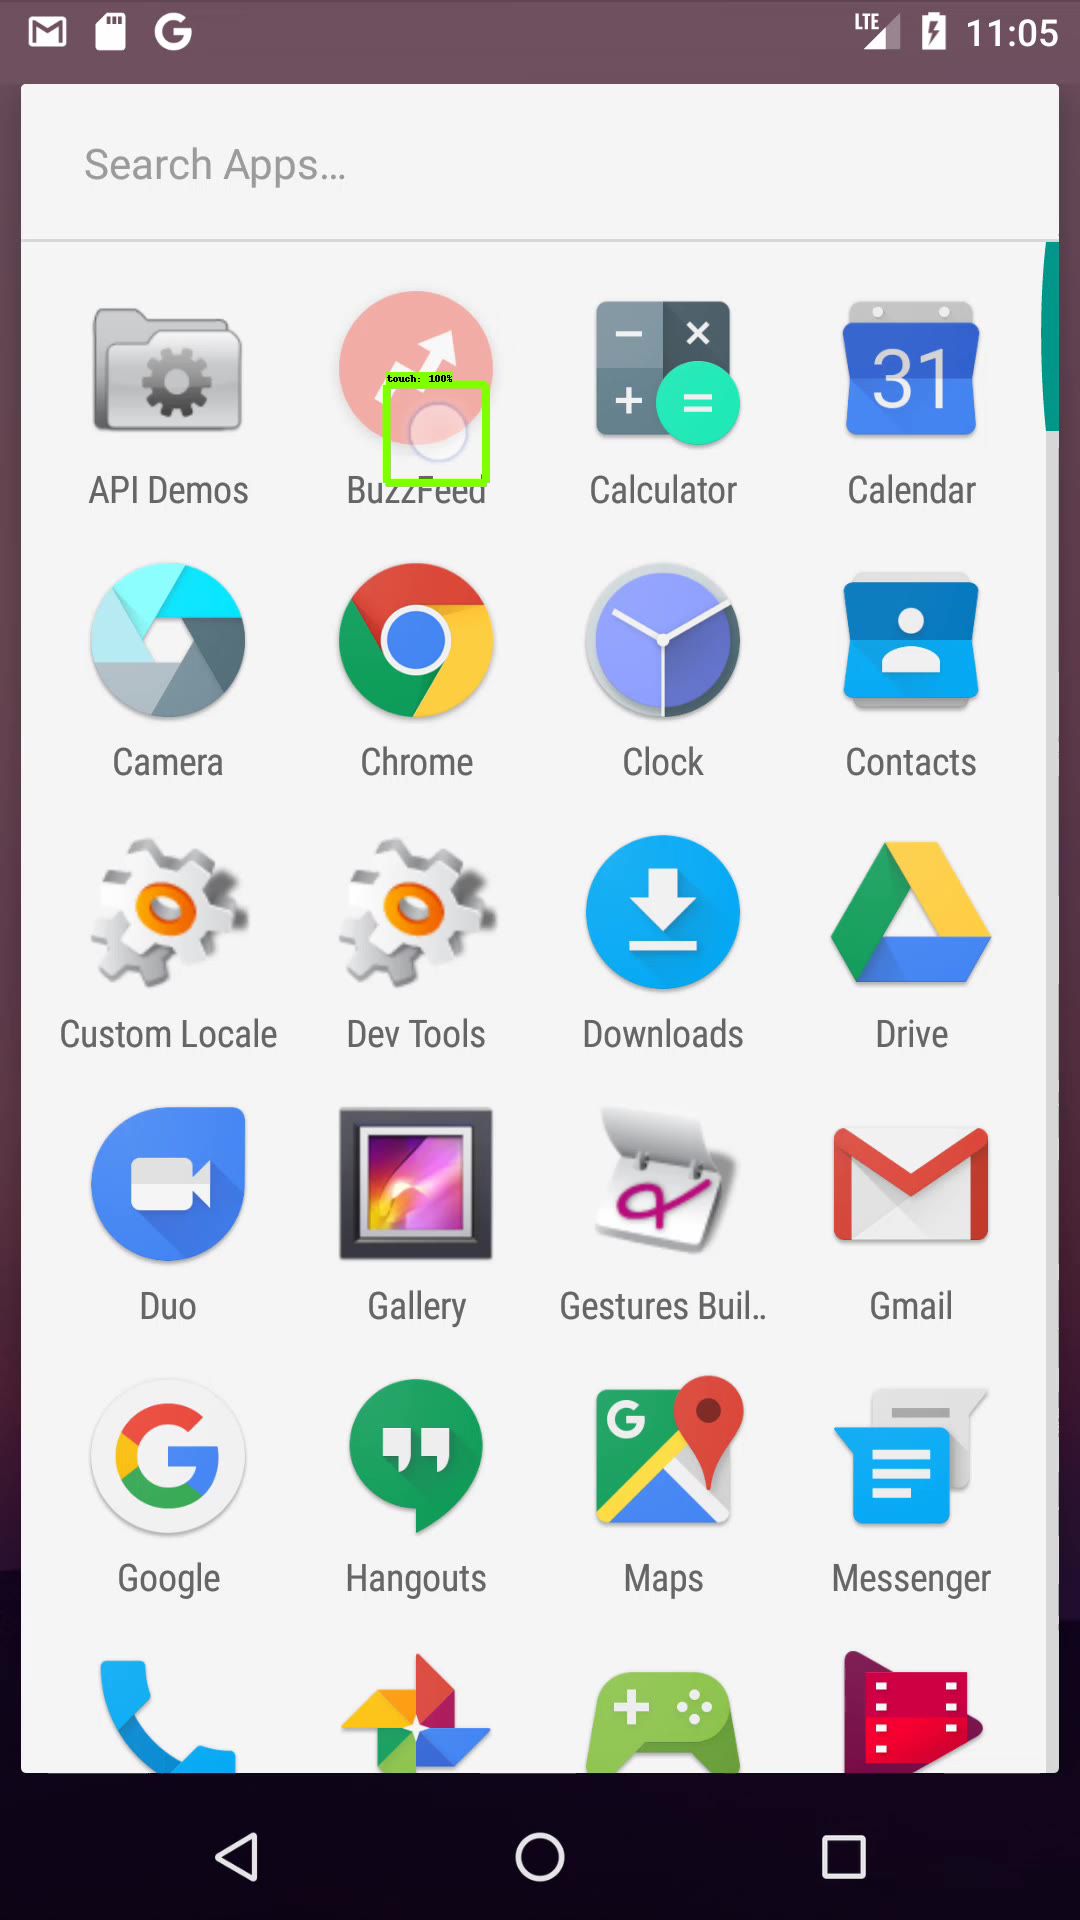 LTE 11:05
Search Apps...
touch: 100%
31
API Demos BuzzFeed Calculator Calendar
Camera Chrome Clock Contacts
Custom Locale Dev Tools Downloads Drive
Duo Gallery Gestures Buil.. Gmail
G
Google Hangouts Maps Messenger